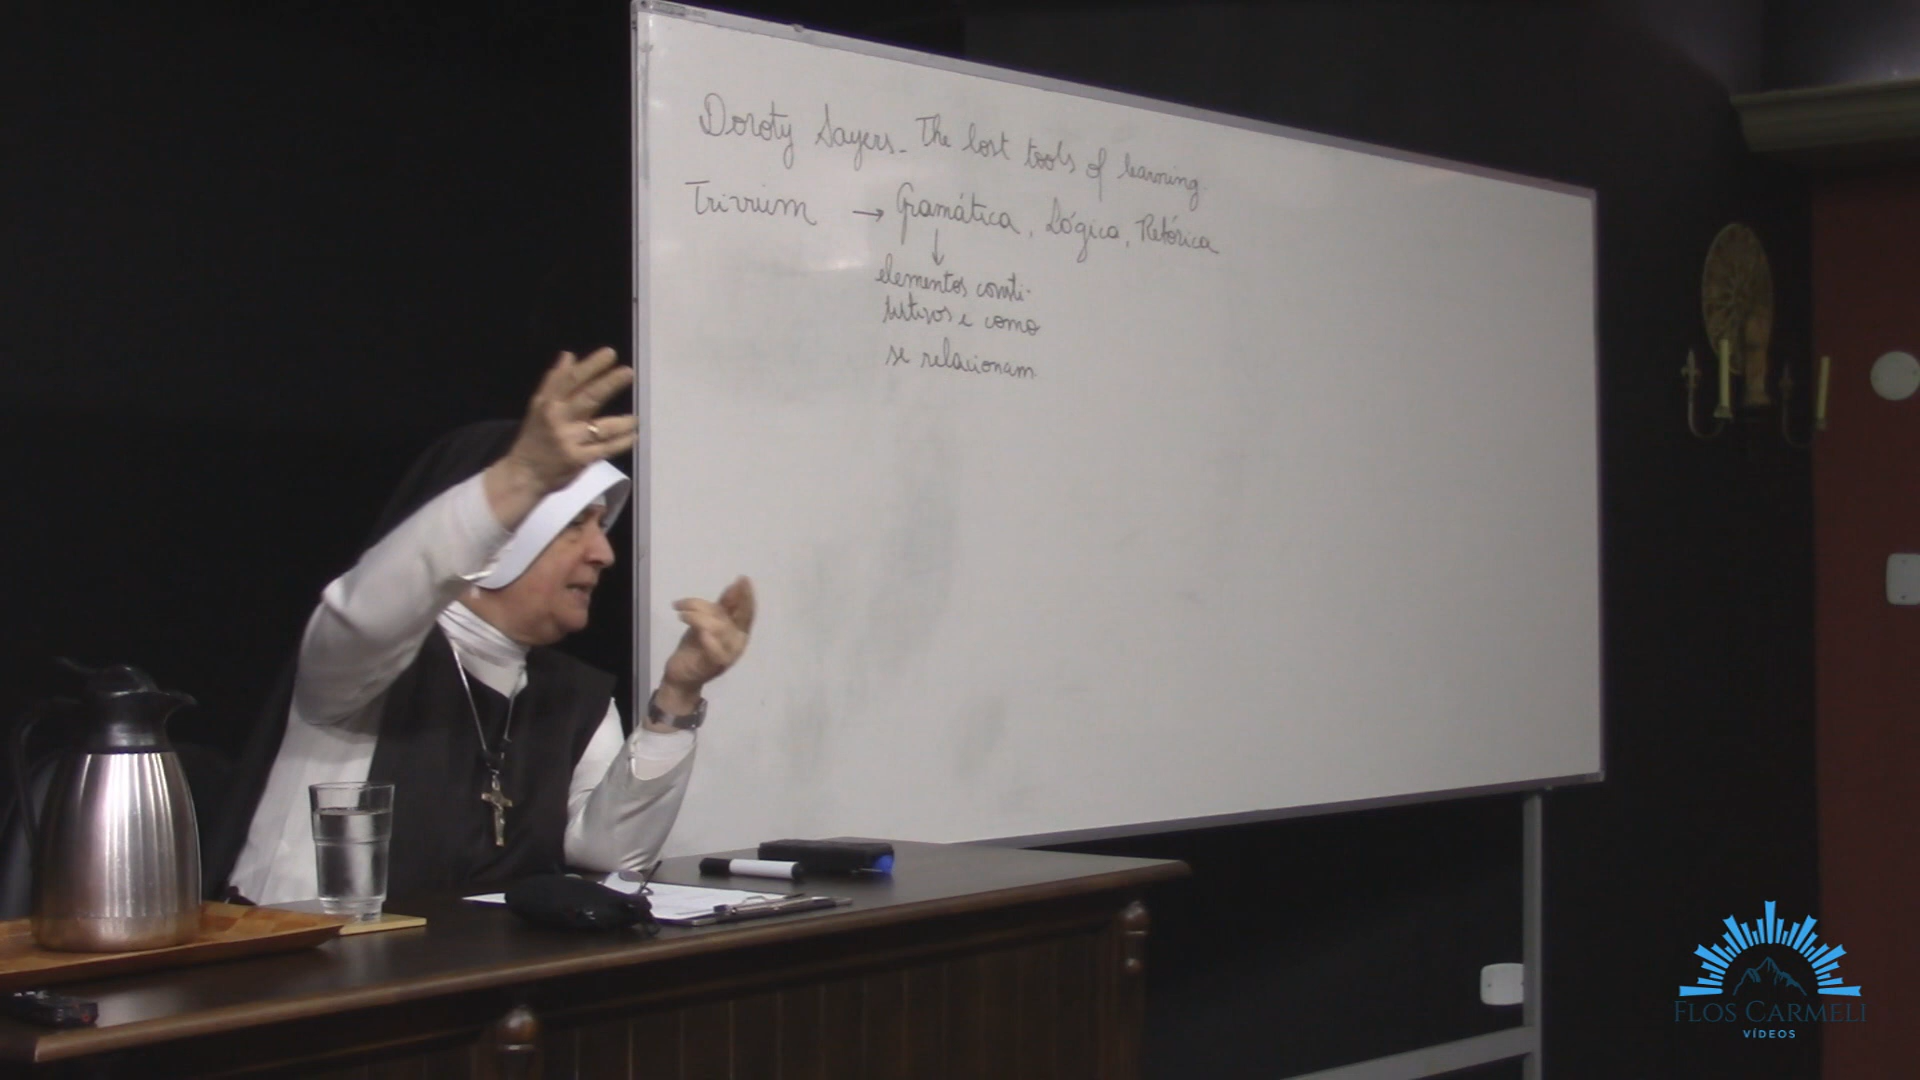 Doroty Sayers - The lost tools of learning.
Trivium → Gramática, Lógica, Retórica
↓
elementos consti-
tutivos e como
se relacionam.
FLOS CARMELI
VÍDEOS